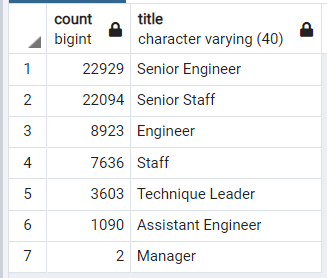 count title
bigint character varying (40)
1 22929 Senior Engineer
2 22094 Senior Staff
3 8923 Engineer
4 7636 Staff
5 3603 Technique Leader
6 1090 Assistant Engineer
7 2 Manager